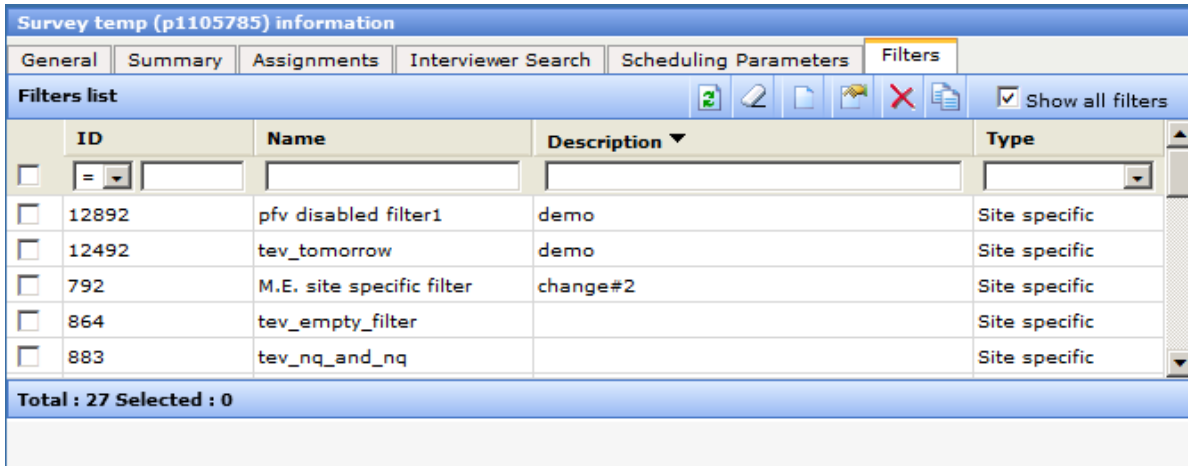 Survey temp (p1105785) information
General Summary Assignments Interviewer Search Scheduling Parameters Filters
Filters list Show all filters
ID Name Description Type
=
12892 pfv disabled filter1 demo Site specific
12492 tev_tomorrow demo Site specific
792 M.E. site specific filter change#2 Site specific
864 tev_empty_filter Site specific
883 tev_nq_and_nq Site specific
Total : 27 Selected : 0